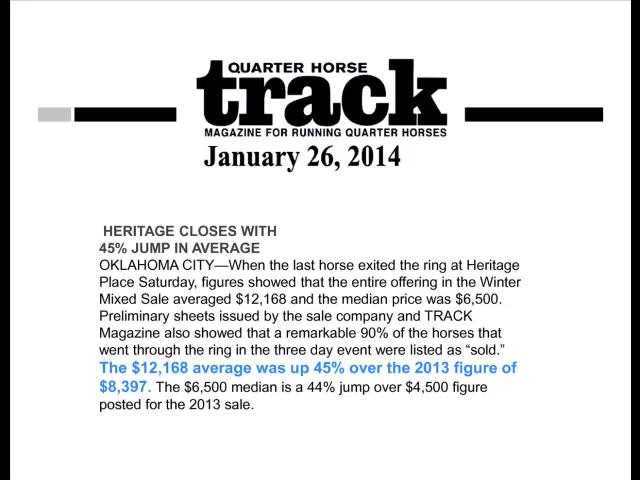 QUARTER HORSE
track
MAGAZINE FOR RUNNING QUARTER HORSES
January 26, 2014
HERITAGE CLOSES WITH
45% JUMP IN AVERAGE
OKLAHOMA CITY—When the last horse exited the ring at Heritage
Place Saturday, figures showed that the entire offering in the Winter
Mixed Sale averaged $12,168 and the median price was $6,500.
Preliminary sheets issued by the sale company and TRACK
Magazine also showed that a remarkable 90% of the horses that
went through the ring in the three day event were listed as “sold.”
The $12,168 average was up 45% over the 2013 figure of
$8,397. The $6,500 median is a 44% jump over $4,500 figure
posted for the 2013 sale.